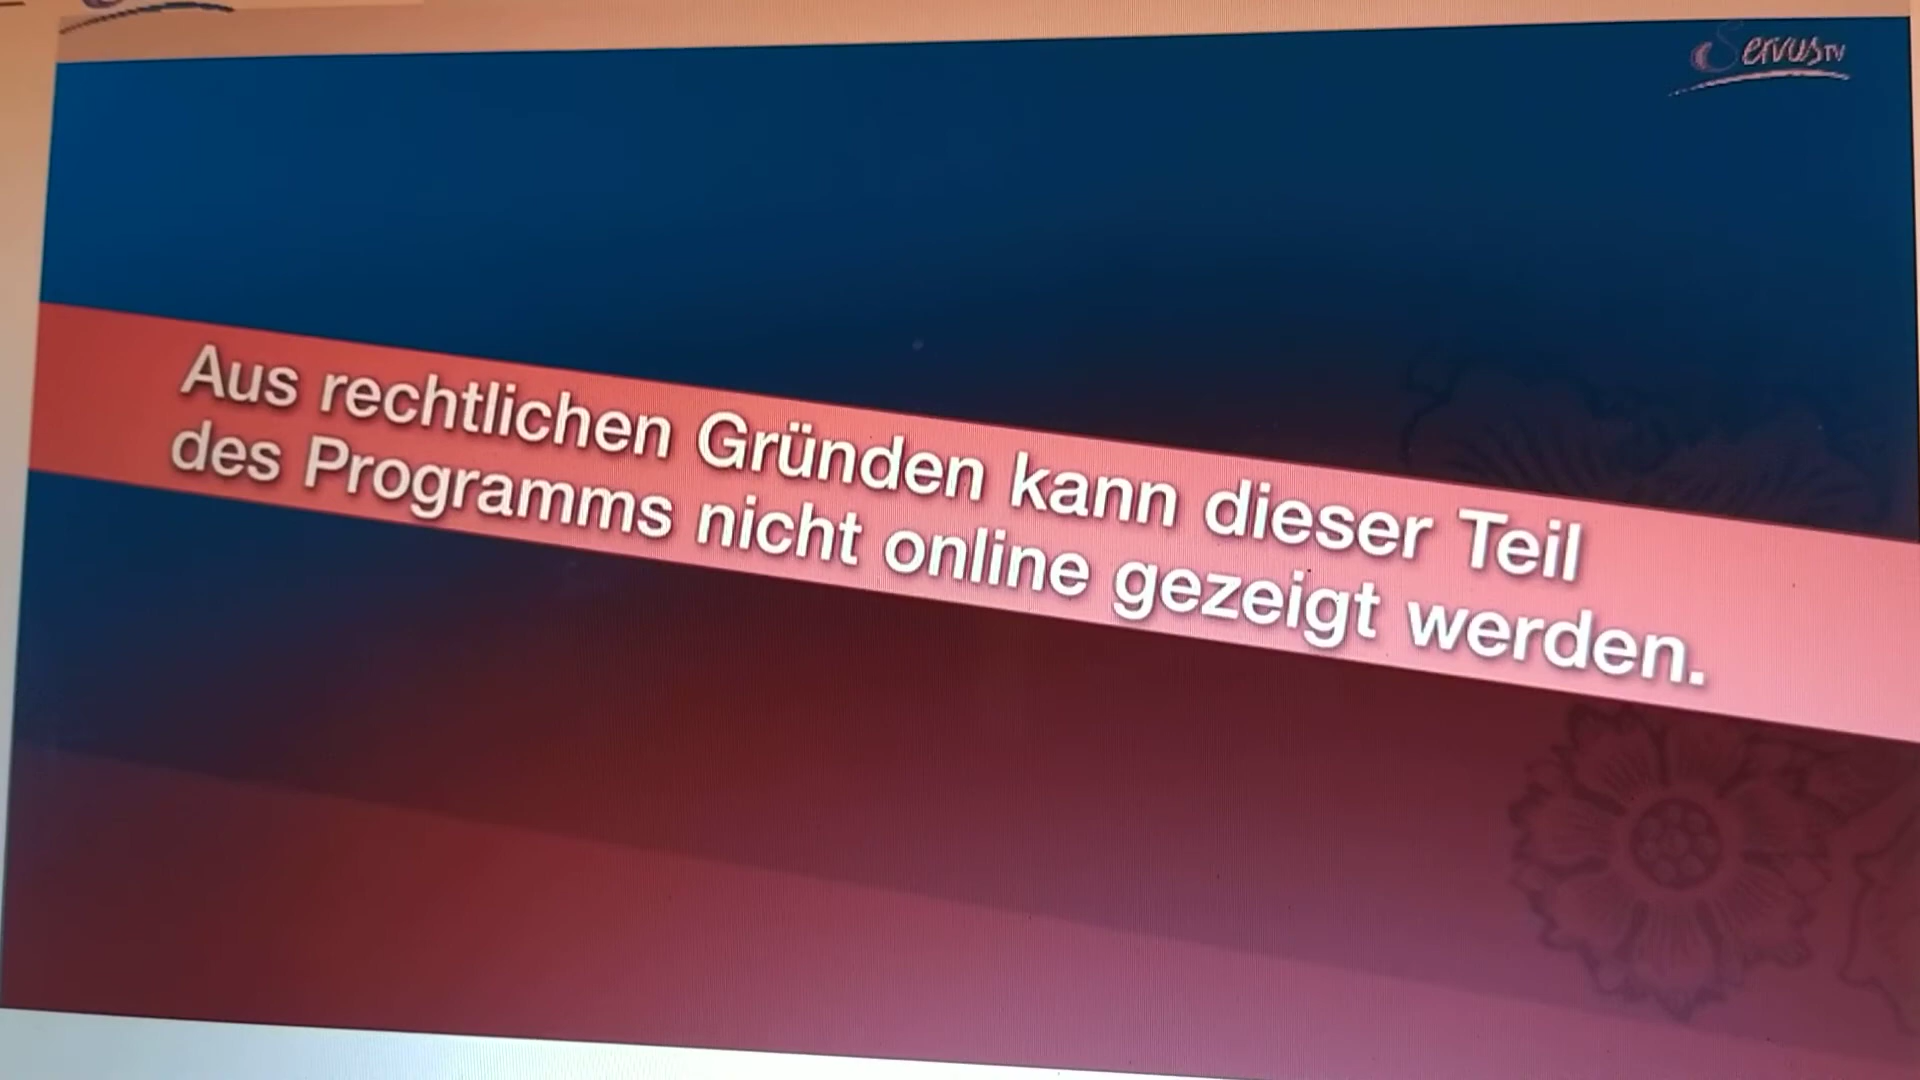 ServusTV
Aus rechtlichen Gründen kann dieser Teil
des Programms nicht online gezeigt werden.